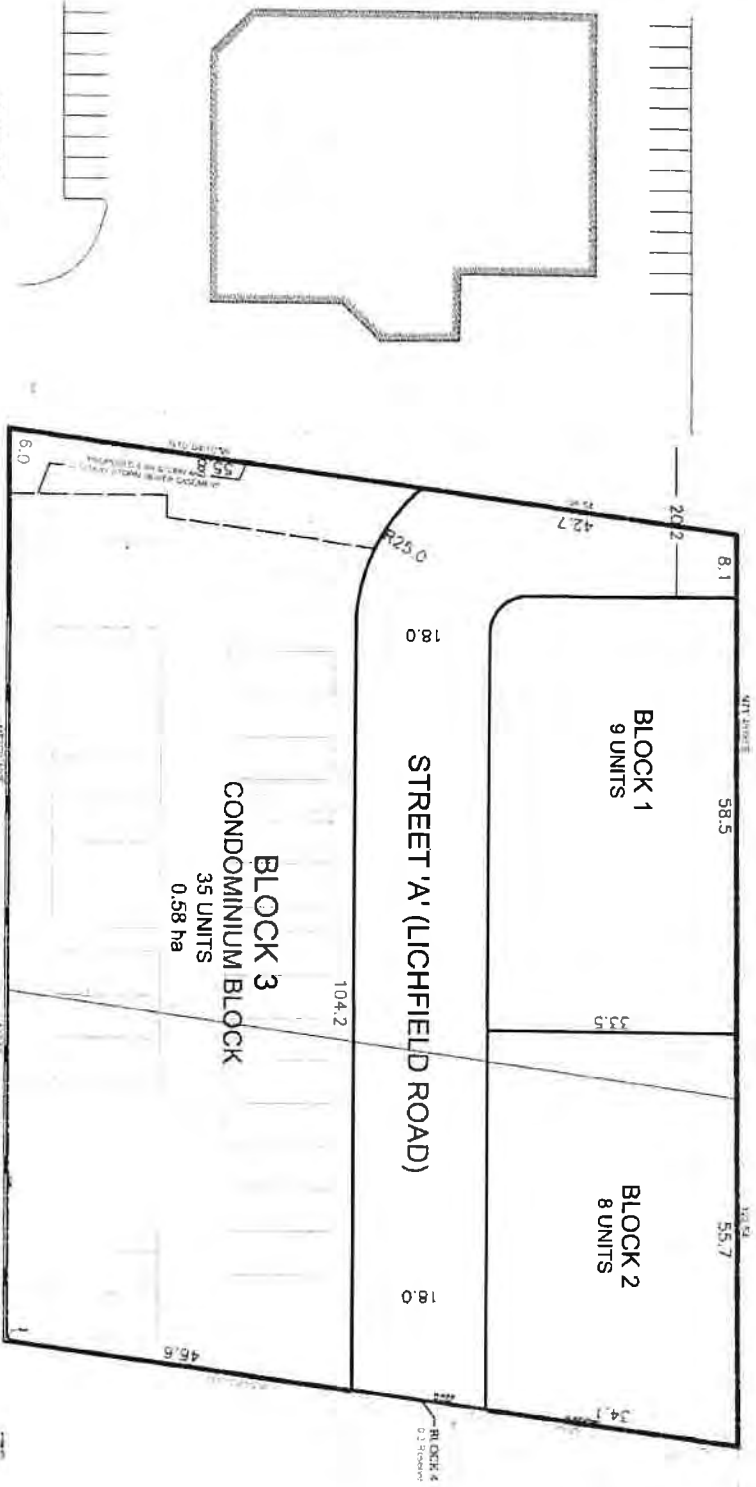 BLOCK 1
9 UNITS
58.5
8.1
20.2
42.7
33.5
BLOCK 2
8 UNITS
55.7
34.1
STREET 'A' (LICHFIELD ROAD)
18.0
18.0
R25.0
BLOCK 4
104.2
BLOCK 3
CONDOMINIUM BLOCK
35 UNITS
0.58 ha
46.6
6.0